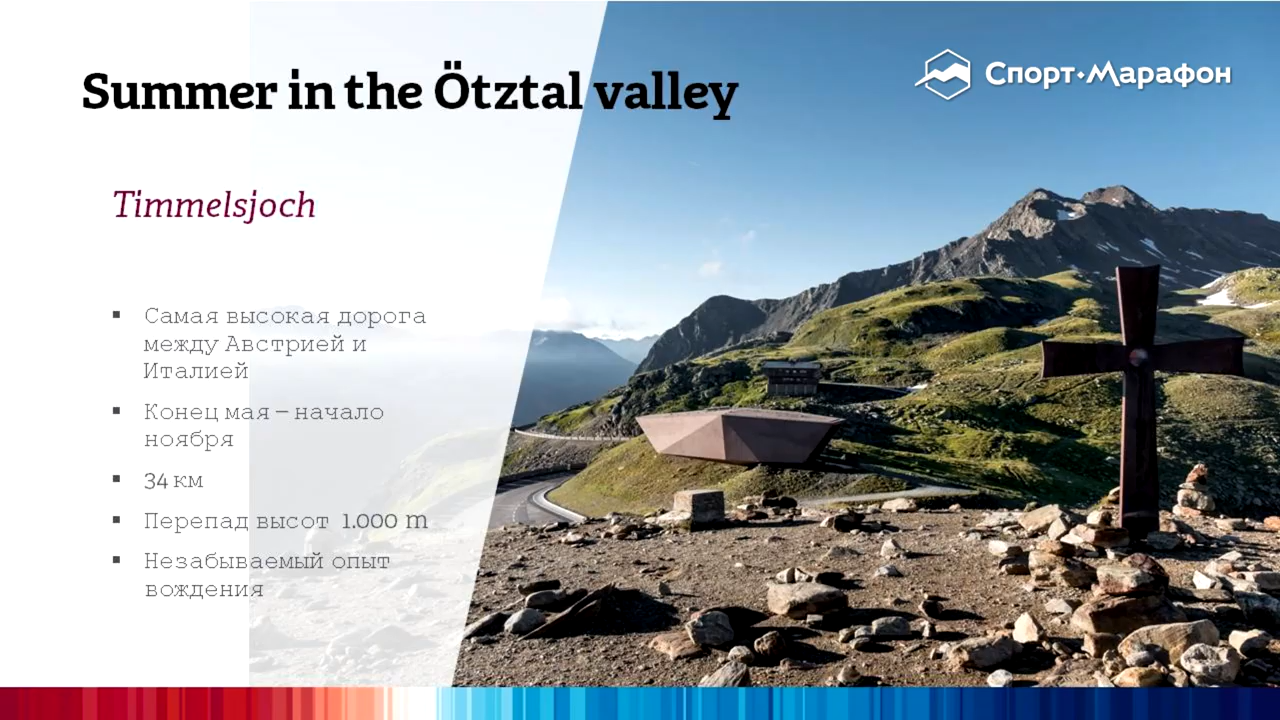 Summer in the Ötztal valley
Спорт·Марафон
Timmelsjoch
Самая высокая дорога
между Австрией и
Италией
Конец мая – начало
ноября
34 км
Перепад высот 1.000 m
Незабываемый опыт
вождения